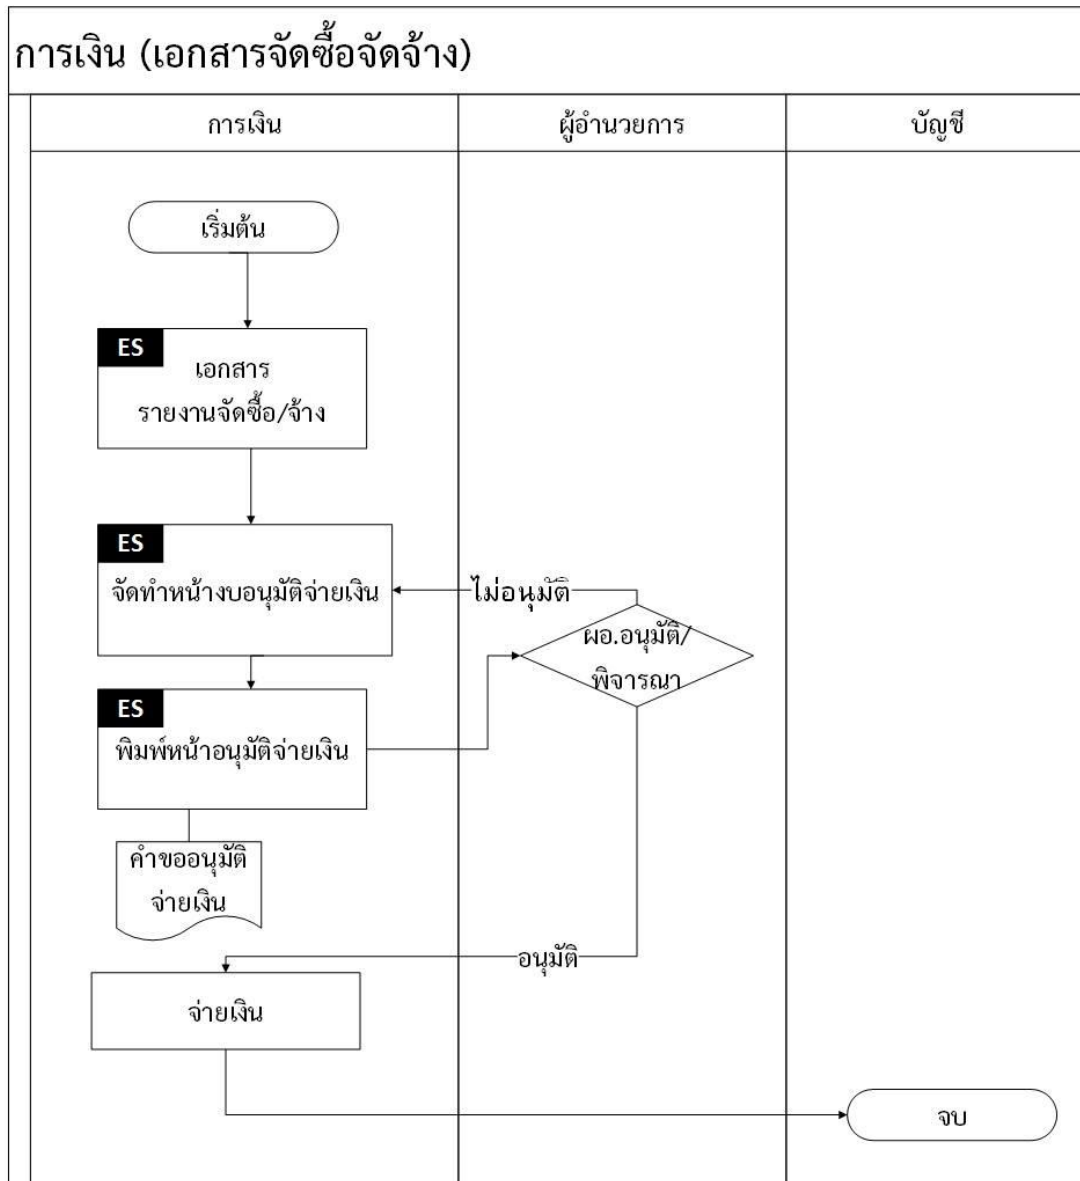 การเงิน (เอกสารจัดซื้อจัดจ้าง)
การเงิน
ผู้อำนวยการ
บัญชี
เริ่มต้น
ES
เอกสาร
รายงานจัดซื้อ/จ้าง
ES
จัดทำหน้างบอนุมัติจ่ายเงิน
ไม่อนุมัติ
ผอ.อนุมัติ/
พิจารณา
ES
พิมพ์หน้าอนุมัติจ่ายเงิน
คำขออนุมัติ
จ่ายเงิน
อนุมัติ
จ่ายเงิน
จบ